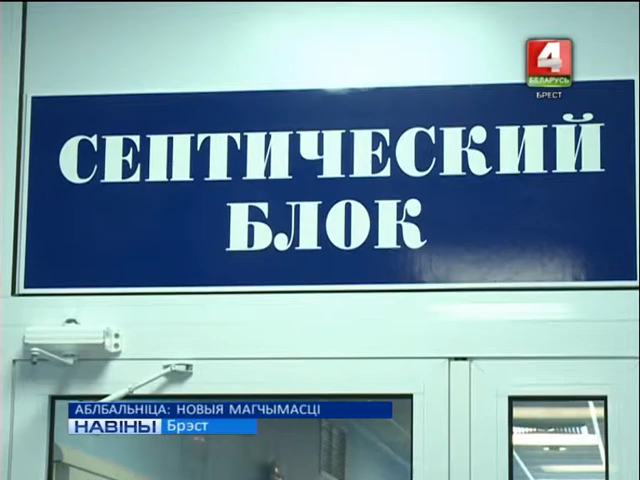 4
БЕЛАРУСЬ
БРЕСТ
СЕПТИЧЕСКИЙ
БЛОК
АБЛБАЛЬНІЦА: НОВЫЯ МАГЧЫМАСЦІ
НАВІНЫ Брэст